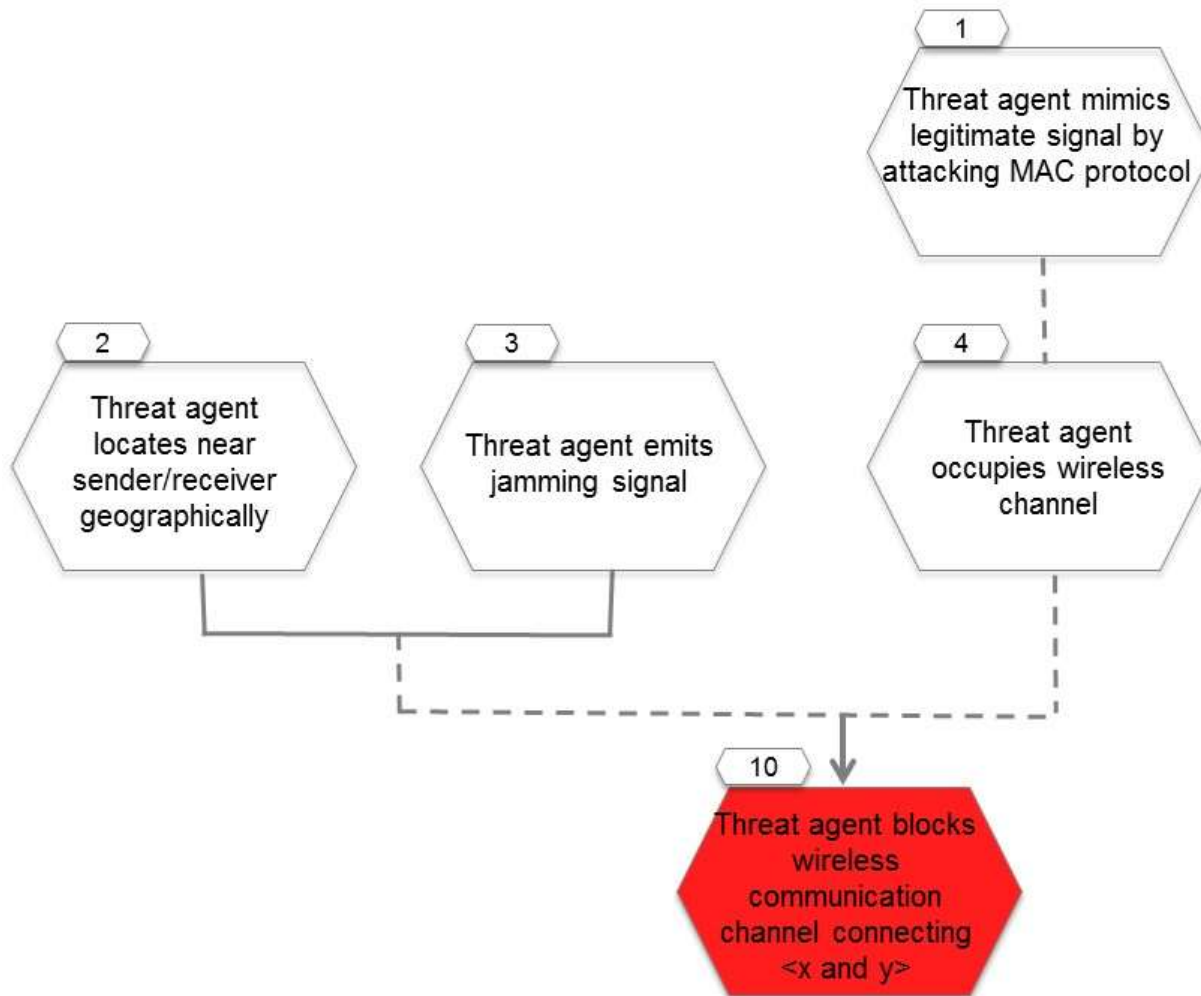 1
Threat agent mimics
legitimate signal by
attacking MAC protocol
2
Threat agent
locates near
sender/receiver
geographically
3
Threat agent emits
jamming signal
4
Threat agent
occupies wireless
channel
10
Threat agent blocks
wireless
communication
channel connecting
<x and y>